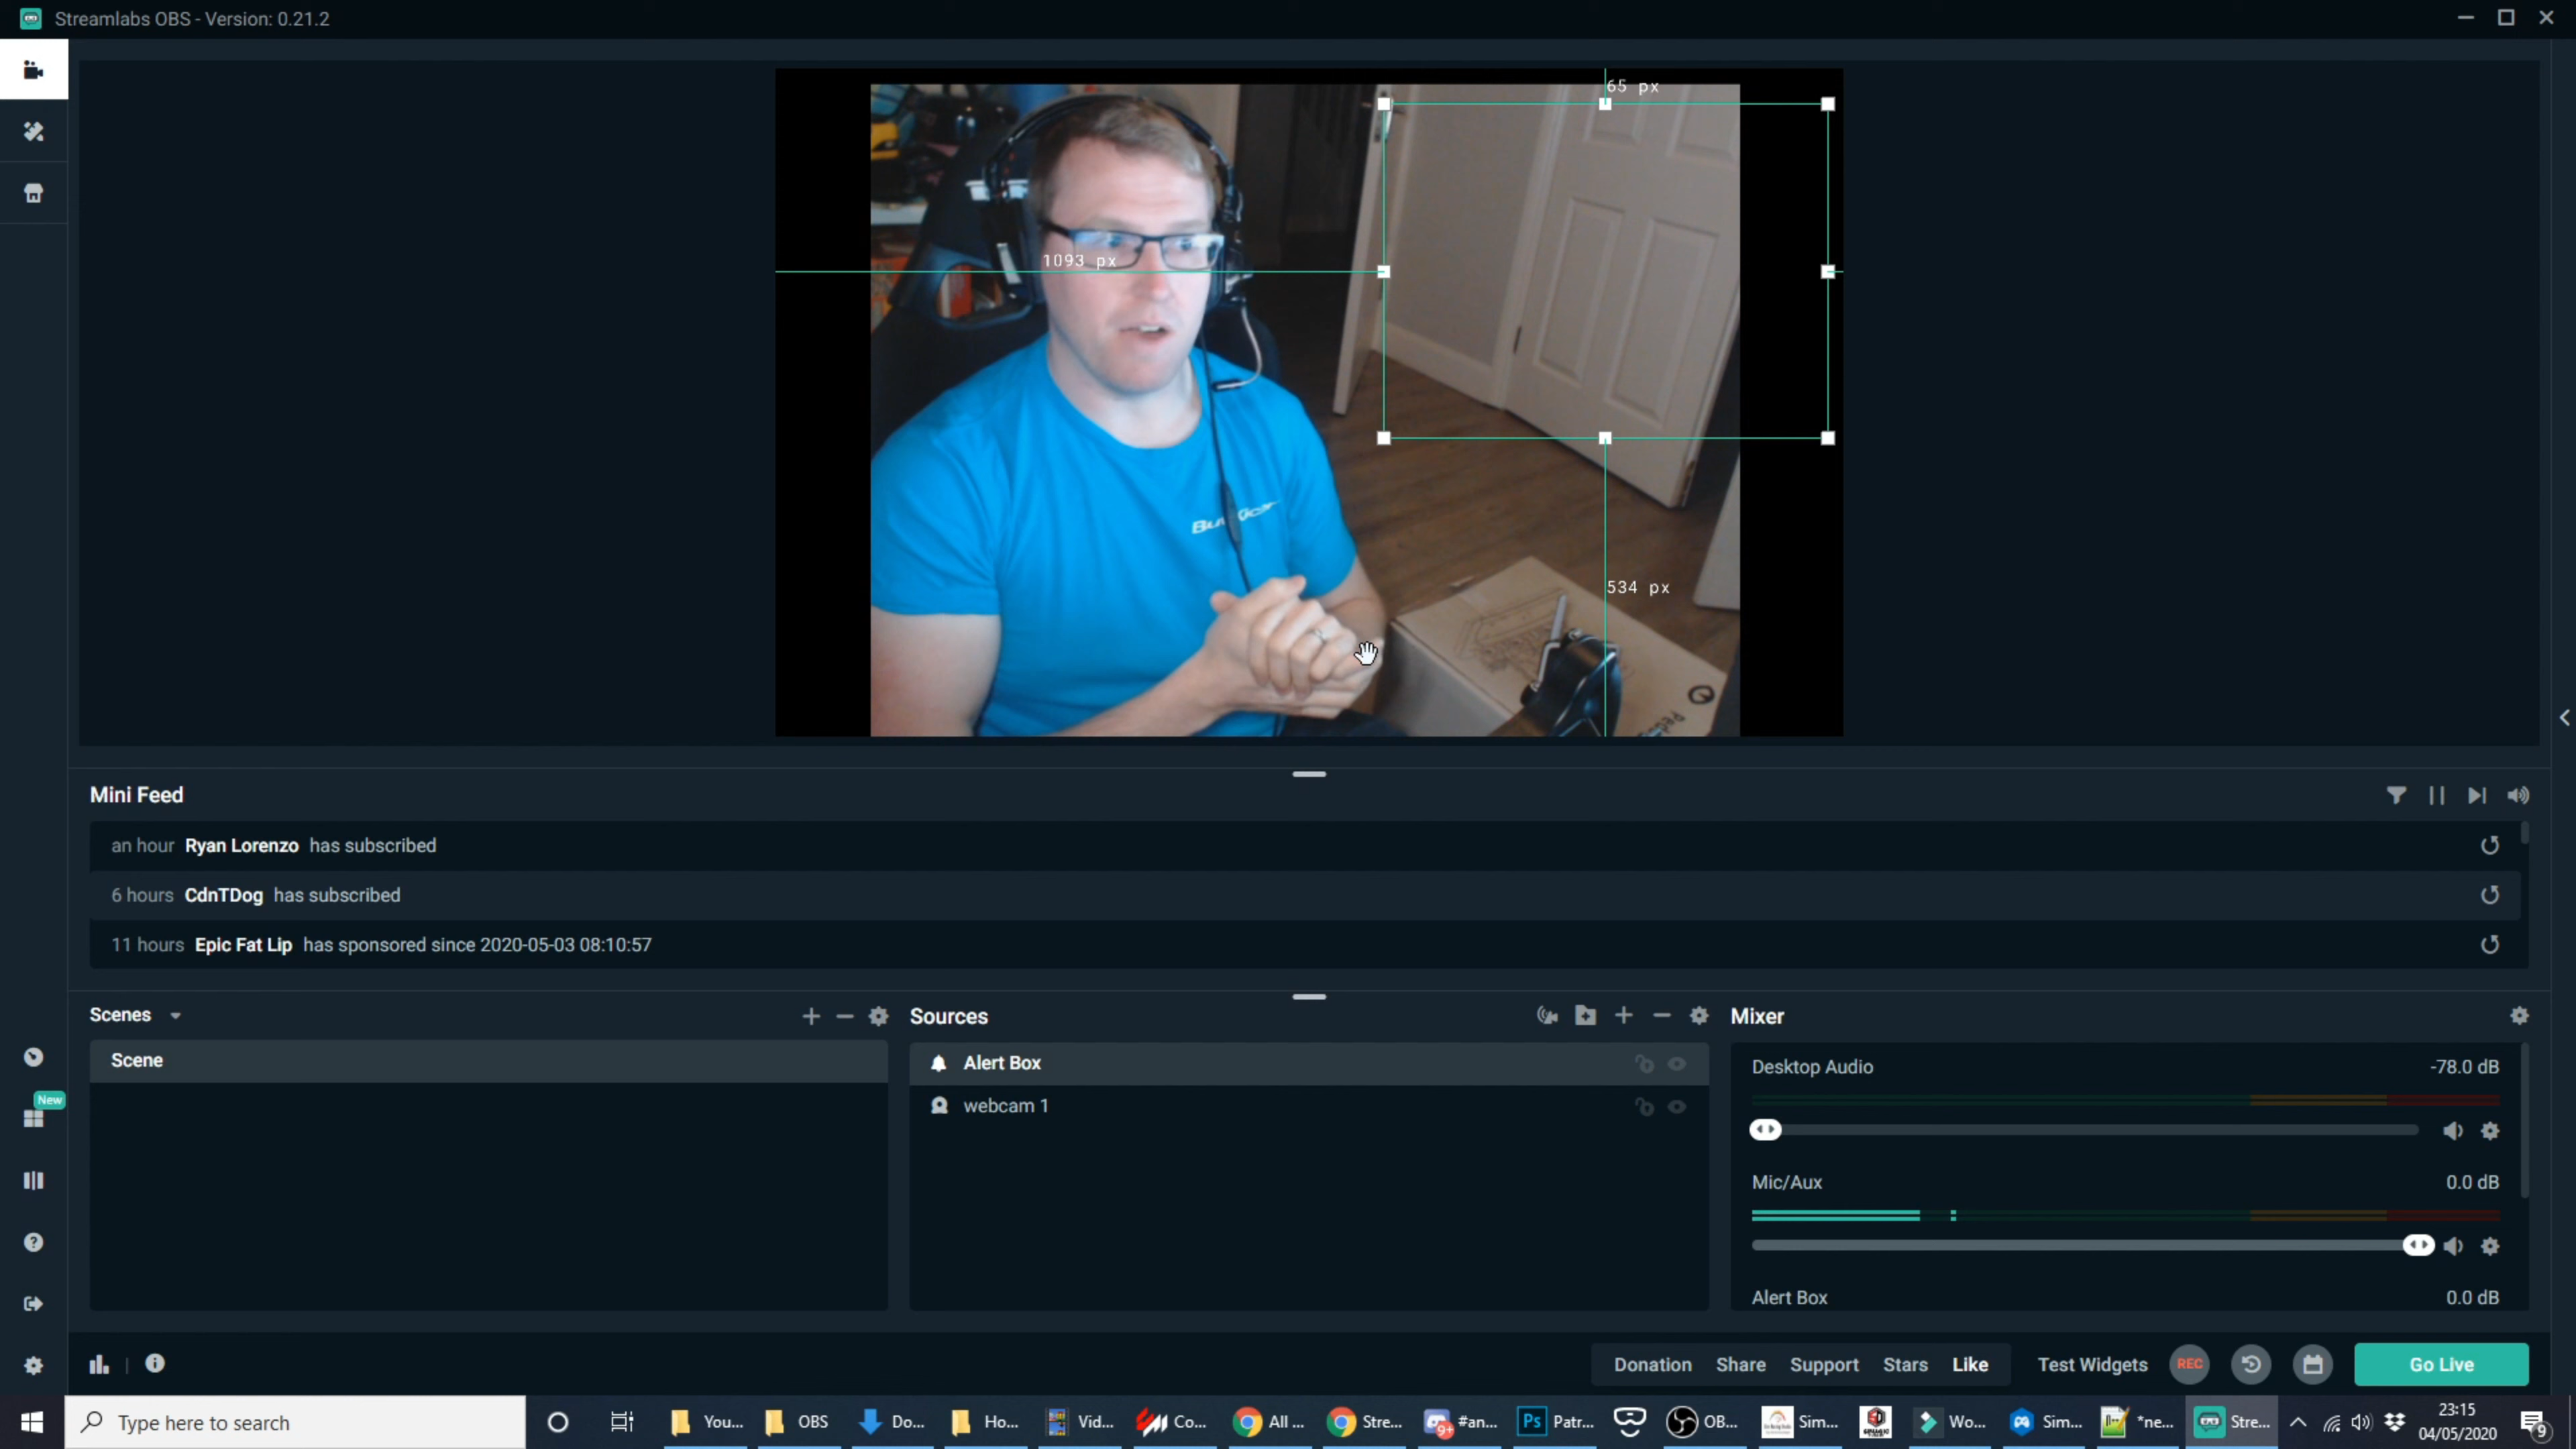 Streamlabs OBS - Version: 0.21.2
65 px
1093 px
534 px
Mini Feed
an hour Ryan Lorenzo has subscribed
6 hours CdnTDog has subscribed
11 hours Epic Fat Lip has sponsored since 2020-05-03 08:10:57
Scenes
Sources
Mixer
Scene
Alert Box
webcam 1
Desktop Audio -78.0 dB
Mic/Aux 0.0 dB
Alert Box 0.0 dB
New
Donation Share Support Stars Like Test Widgets REC Go Live
Type here to search
You... OBS Do... Ho... Vid... Co... All ... Stre... 9+ #an... Ps Patr... OB... Sim... Wo... Sim... *ne... Stre...
23:15
04/05/2020
9